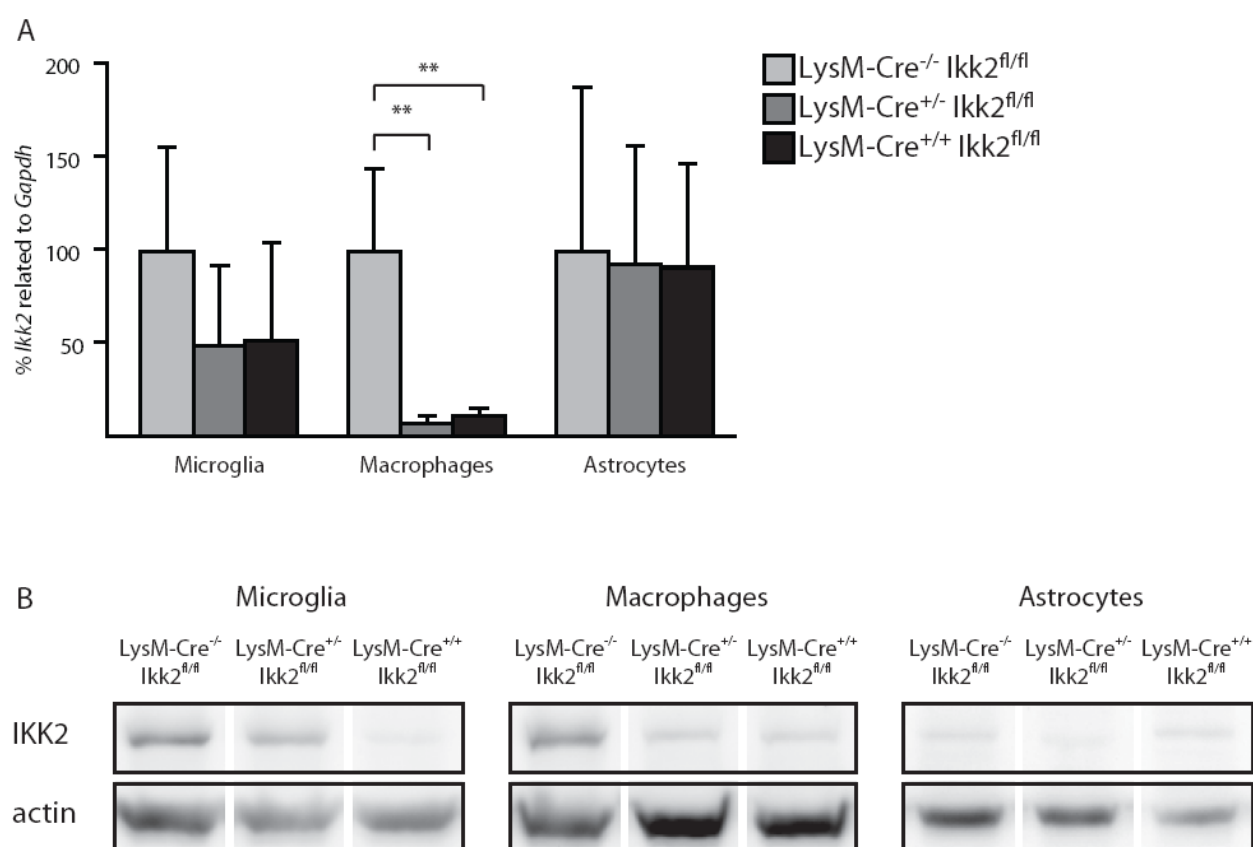 A
200
150
100
50
% Ikk2 related to Gapdh
**
**
LysM-Cre-/- Ikk2fl/fl
LysM-Cre+/- Ikk2fl/fl
LysM-Cre+/+ Ikk2fl/fl
Microglia Macrophages Astrocytes
B
Microglia Macrophages Astrocytes
LysM-Cre-/- LysM-Cre+/- LysM-Cre+/+ LysM-Cre-/- LysM-Cre+/- LysM-Cre+/+ LysM-Cre-/- LysM-Cre+/- LysM-Cre+/+
Ikk2fl/fl Ikk2fl/fl Ikk2fl/fl Ikk2fl/fl Ikk2fl/fl Ikk2fl/fl Ikk2fl/fl Ikk2fl/fl Ikk2fl/fl
IKK2
actin